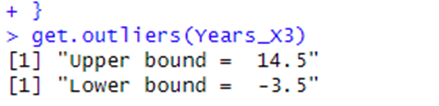 + }
> get.outliers(Years_X3)
[1] "Upper bound =  14.5"
[1] "Lower bound =  -3.5"